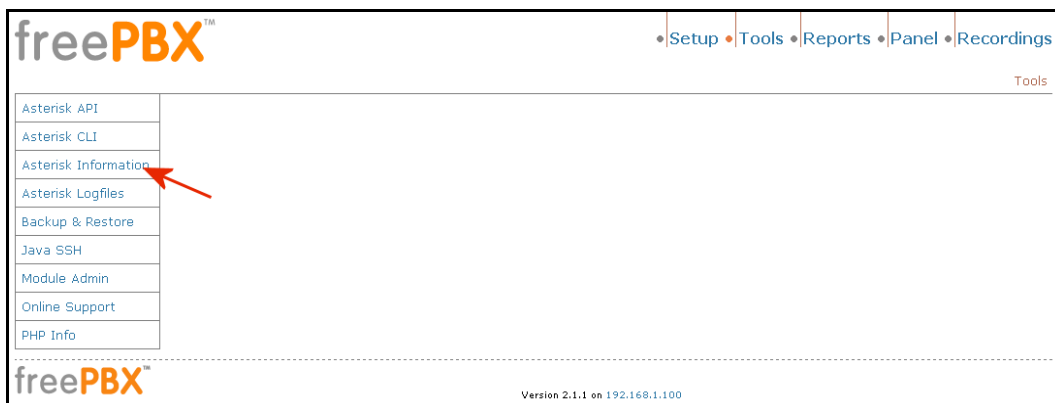 freePBX™
Setup Tools Reports Panel Recordings
Tools
Asterisk API
Asterisk CLI
Asterisk Information
Asterisk Logfiles
Backup & Restore
Java SSH
Module Admin
Online Support
PHP Info
freePBX™
Version 2.1.1 on 192.168.1.100